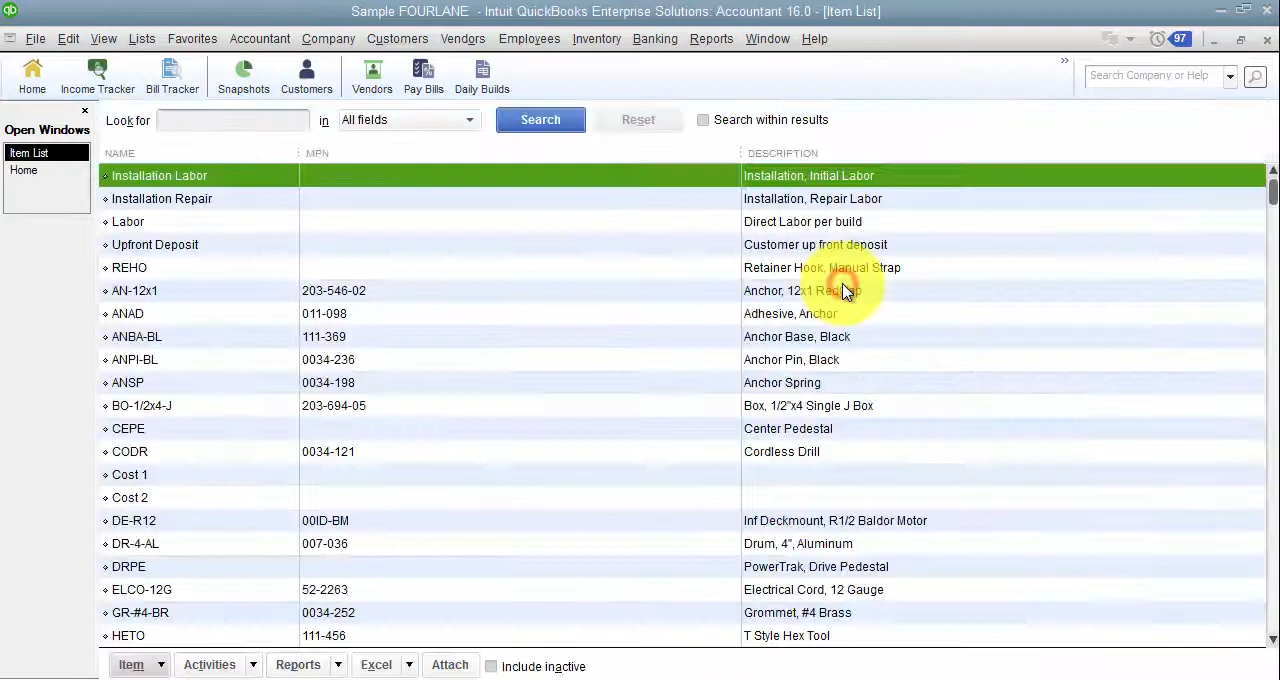 qb Sample FOURLANE - Intuit QuickBooks Enterprise Solutions: Accountant 16.0 - [Item List]
File Edit View Lists Favorites Accountant Company Customers Vendors Employees Inventory Banking Reports Window Help 97
Home Income Tracker Bill Tracker Snapshots Customers Vendors Pay Bills Daily Builds Search Company or Help
Open Windows
Item List
Home
Look for in All fields Search Reset Search within results
NAME MPN DESCRIPTION
Installation Labor Installation, Initial Labor
Installation Repair Installation, Repair Labor
Labor Direct Labor per build
Upfront Deposit Customer up front deposit
REHO Retainer Hook, Manual Strap
AN-12x1 203-546-02 Anchor, 12x1
ANAD 011-098 Adhesive, Anchor
ANBA-BL 111-369 Anchor Base, Black
ANPI-BL 0034-236 Anchor Pin, Black
ANSP 0034-198 Anchor Spring
BO-1/2x4-J 203-694-05 Box, 1/2"x4 Single J Box
CEPE Center Pedestal
CODR 0034-121 Cordless Drill
Cost 1
Cost 2
DE-R12 00ID-BM Inf Deckmount, R1/2 Baldor Motor
DR-4-AL 007-036 Drum, 4", Aluminum
DRPE PowerTrak, Drive Pedestal
ELCO-12G 52-2263 Electrical Cord, 12 Gauge
GR-#4-BR 0034-252 Grommet, #4 Brass
HETO 111-456 T Style Hex Tool
Item Activities Reports Excel Attach Include inactive